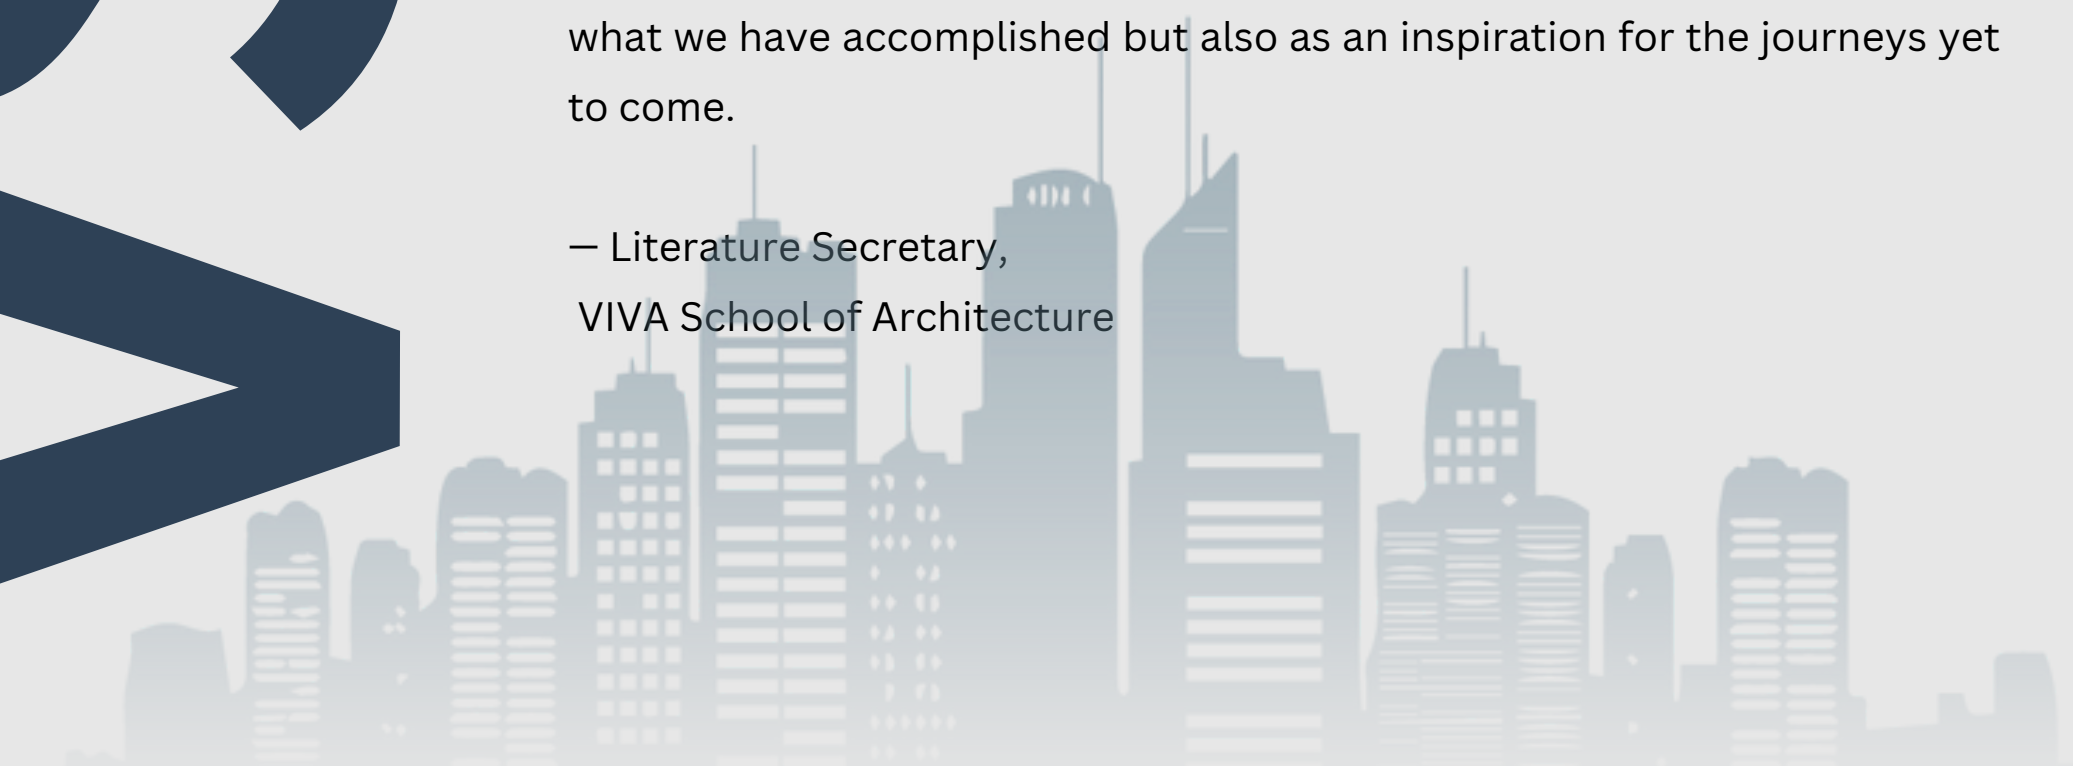 what we have accomplished but also as an inspiration for the journeys yet
to come.
— Literature Secretary,
VIVA School of Architecture